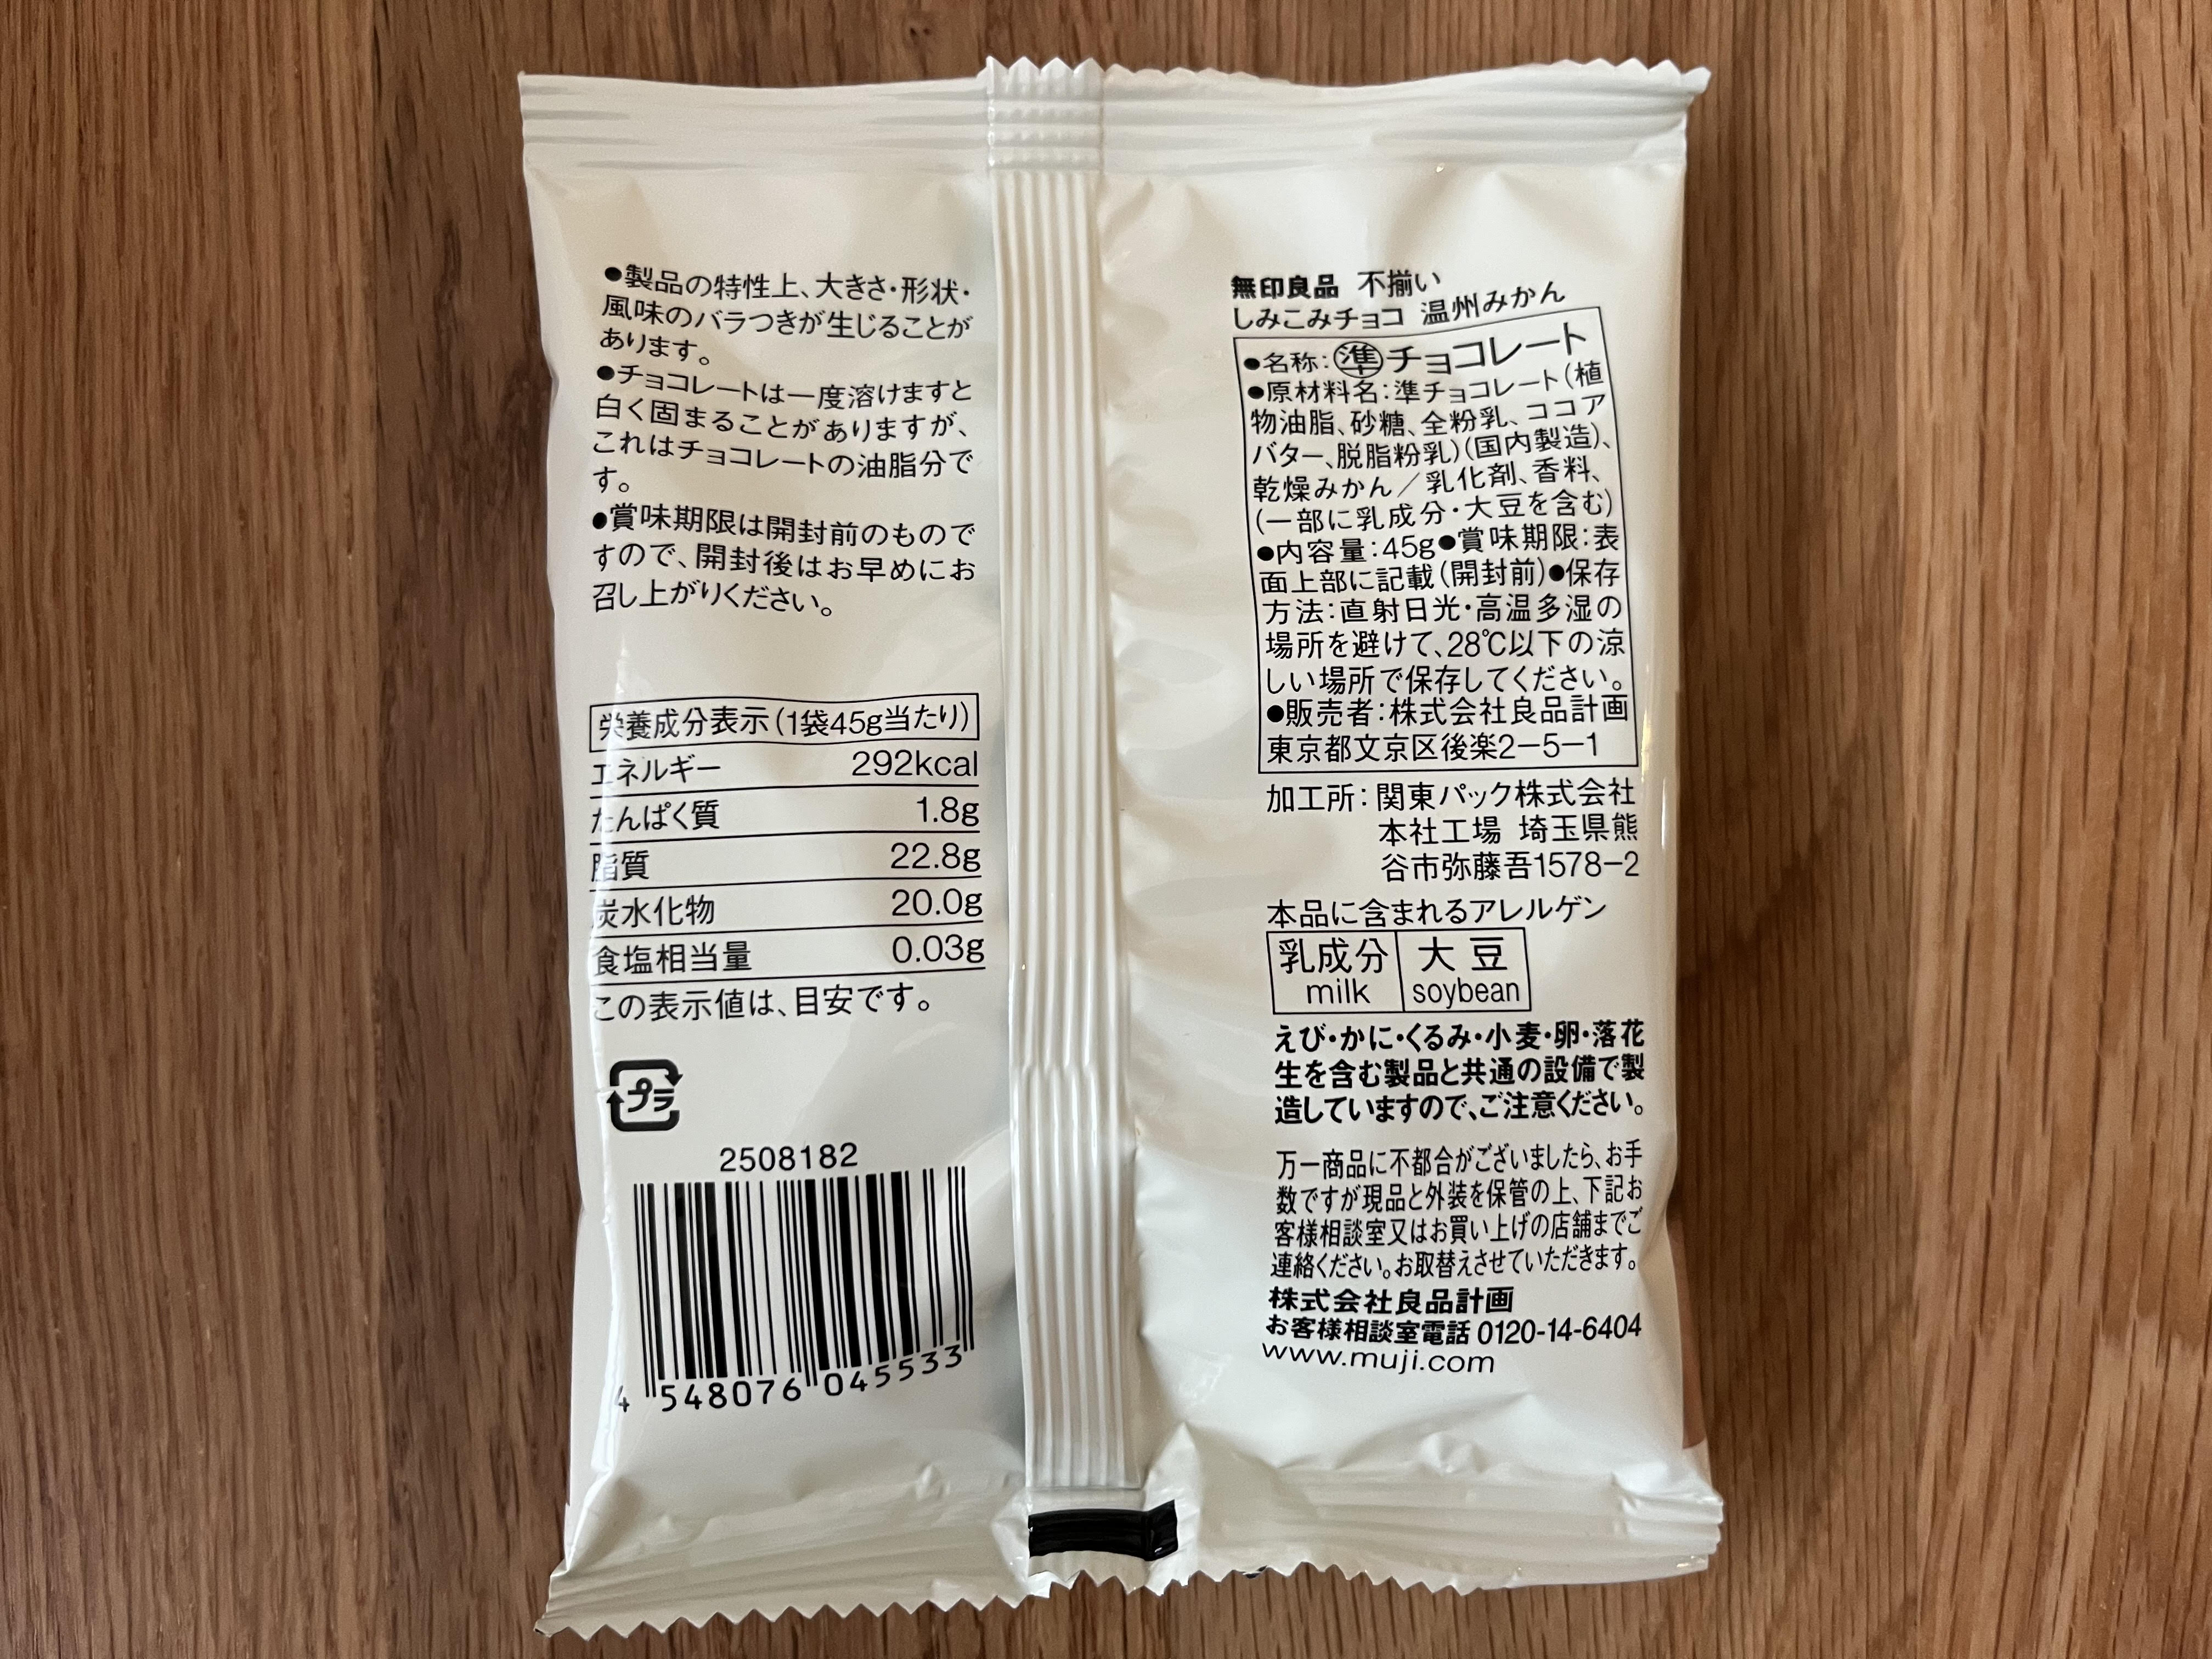 ●製品の特性上、大きさ・形状・
風味のバラつきが生じることが
あります。
●チョコレートは一度溶けますと
白く固まることがありますが、
これはチョコレートの油脂分で
す。
●賞味期限は開封前のもので
すので、開封後はお早めにお
召し上がりください。
栄養成分表示(1袋45g当たり)
エネルギー 292kcal
たんぱく質 1.8g
脂質 22.8g
炭水化物 20.0g
食塩相当量 0.03g
この表示値は、目安です。
プラ
2508182
4 548076 045533
無印良品 不揃い
しみこみチョコ 温州みかん
●名称:㊜チョコレート
●原材料名:準チョコレート(植
物油脂、砂糖、全粉乳、ココア
バター、脱脂粉乳)(国内製造)、
乾燥みかん/乳化剤、香料、
(一部に乳成分・大豆を含む)
●内容量:45g●賞味期限:表
面上部に記載(開封前)●保存
方法:直射日光・高温多湿の
場所を避けて、28℃以下の涼
しい場所で保存してください。
●販売者:株式会社良品計画
東京都文京区後楽2-5-1
加工所:関東パック株式会社
本社工場 埼玉県熊
谷市弥藤吾1578-2
本品に含まれるアレルゲン
乳成分 大豆
milk soybean
えび・かに・くるみ・小麦・卵・落花
生を含む製品と共通の設備で製
造していますので、ご注意ください。
万一商品に不都合がございましたら、お手
数ですが現品と外装を保管の上、下記お
客様相談室又はお買い上げの店舗までご
連絡ください。お取替えさせていただきます。
株式会社良品計画
お客様相談室電話 0120-14-6404
www.muji.com